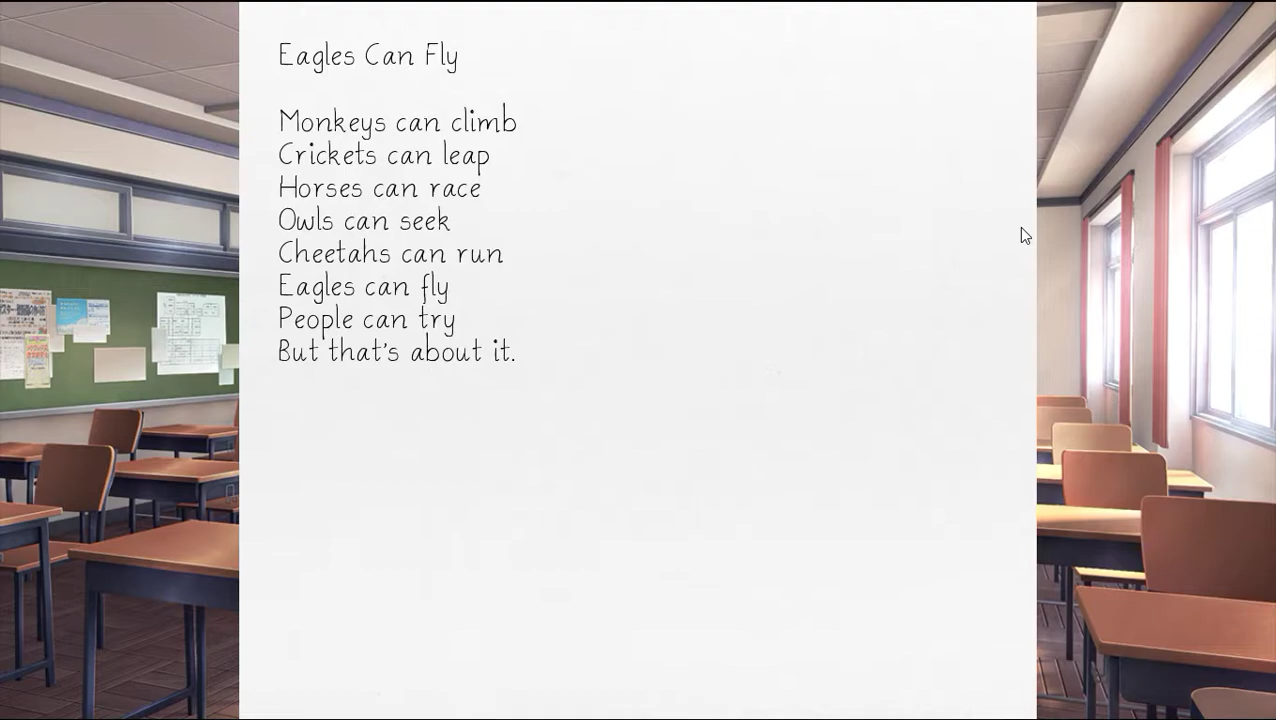 Eagles Can Fly
Monkeys can climb
Crickets can leap
Horses can race
Owls can seek
Cheetahs can run
Eagles can fly
People can try
But that's about it.